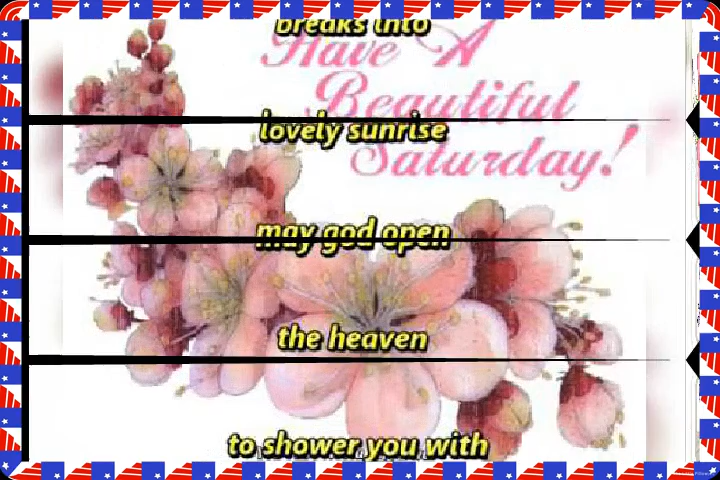 breaks into
Have A
Beautiful
lovely sunrise
Saturday!
may god open
the heaven
to shower you with